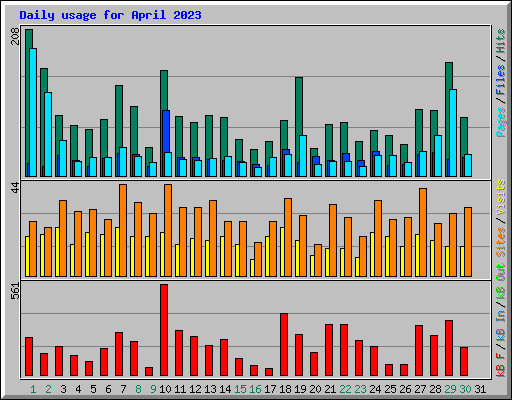 Daily usage for April 2023
208
Pages / Files / Hits
44
Sites / Visits
561
kB F / kB In / kB Out
1 2 3 4 5 6 7 8 9 10 11 12 13 14 15 16 17 18 19 20 21 22 23 24 25 26 27 28 29 30 31